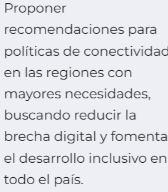 Proponer
recomendaciones para
políticas de conectividad
en las regiones con
mayores necesidades,
buscando reducir la
brecha digital y fomenta
el desarrollo inclusivo en
todo el país.